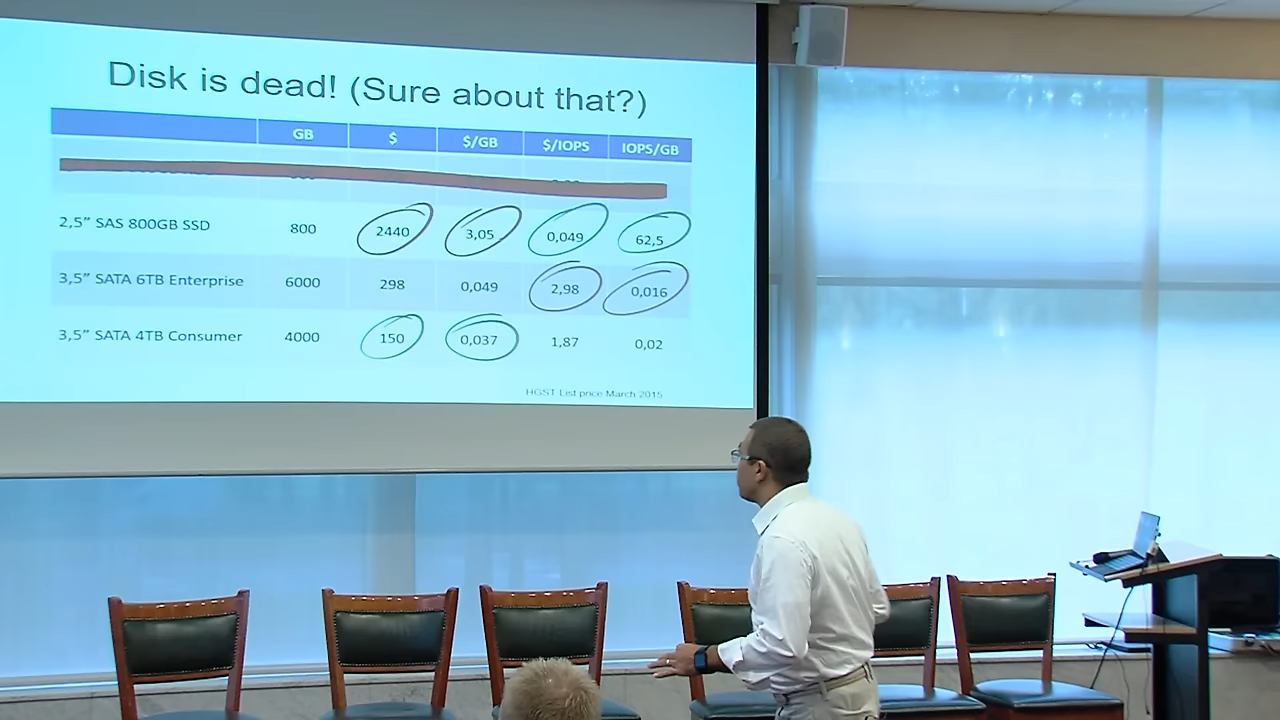 Disk is dead! (Sure about that?)
GB $ $/GB $/IOPS IOPS/GB
2,5” SAS 800GB SSD 800 2440 3,05 0,049 62,5
3,5” SATA 6TB Enterprise 6000 298 0,049 2,98 0,016
3,5” SATA 4TB Consumer 4000 150 0,037 1,87 0,02
HGST List price March 2015